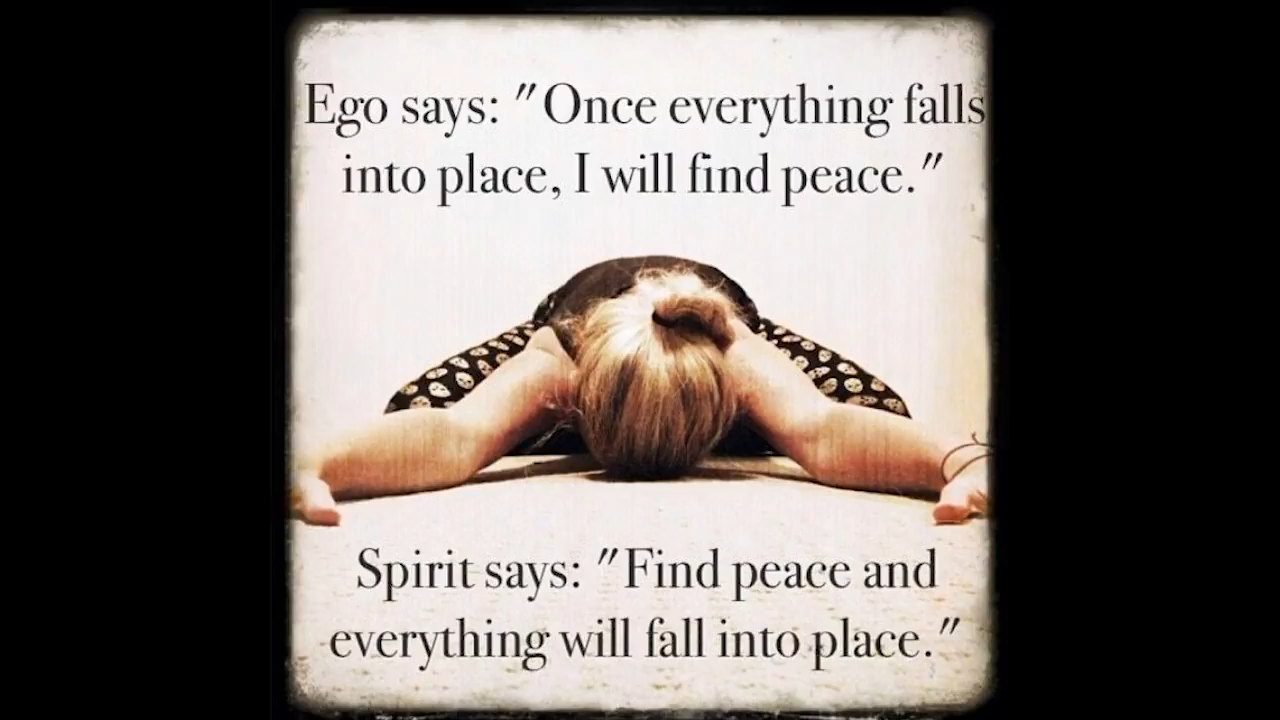 Ego says: "Once everything falls
into place, I will find peace."
Spirit says: "Find peace and
everything will fall into place."